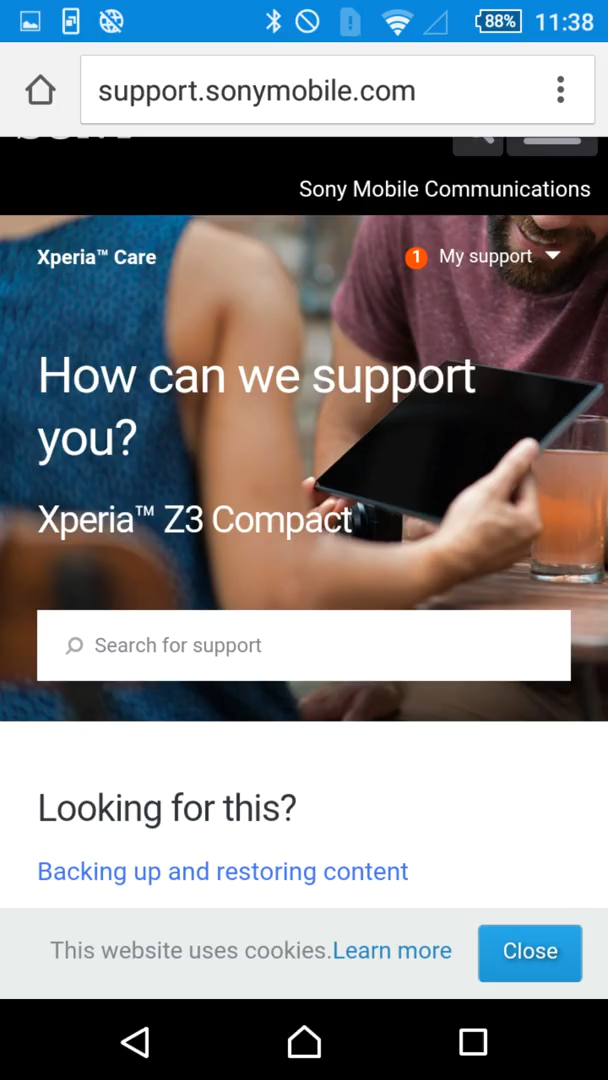 88% 11:38
support.sonymobile.com
Sony Mobile Communications
Xperia™ Care
1 My support
How can we support
you?
Xperia™ Z3 Compact
Search for support
Looking for this?
Backing up and restoring content
This website uses cookies.Learn more
Close